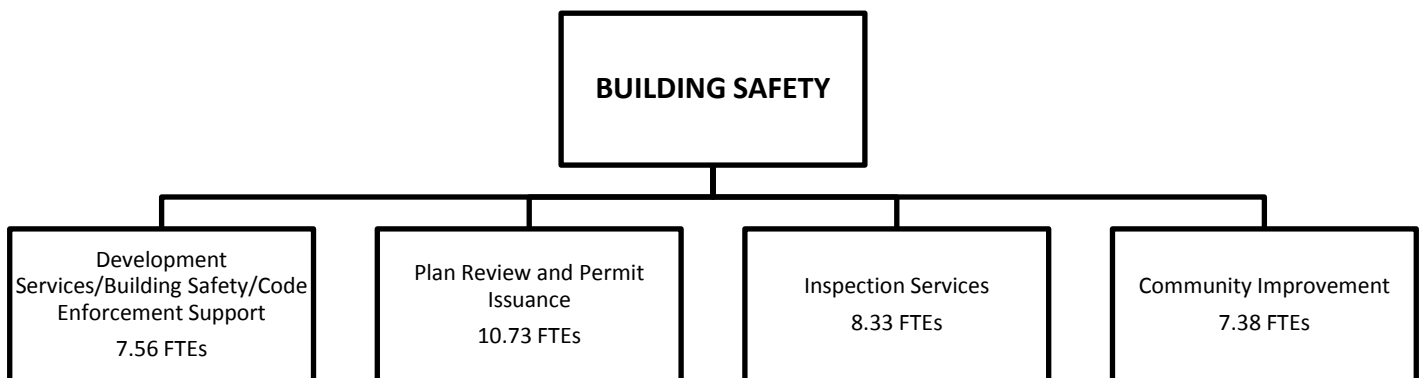 BUILDING SAFETY
Development
Services/Building Safety/Code
Enforcement Support
7.56 FTEs
Plan Review and Permit
Issuance
10.73 FTEs
Inspection Services
8.33 FTEs
Community Improvement
7.38 FTEs